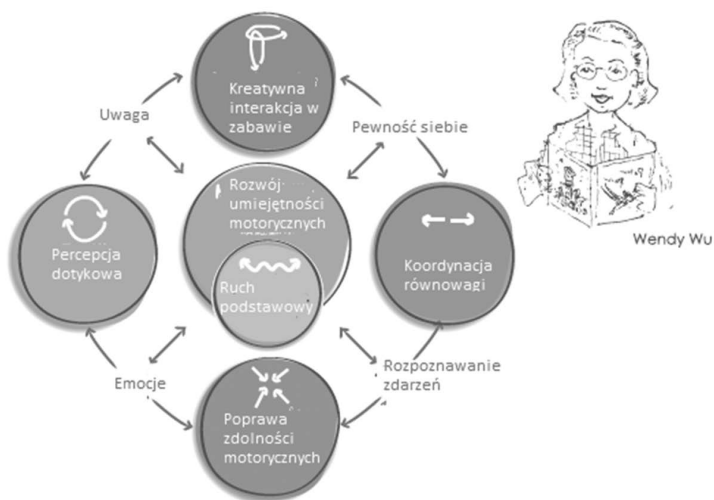 Kreatywna
interakcja w
zabawie
Uwaga
Pewność siebie
Rozwój
umiejętności
motorycznych
Percepcja
dotykowa
Koordynacja
równowagi
Ruch
podstawowy
Wendy Wu
Emocje
Rozpoznawanie
zdarzeń
Poprawa
zdolności
motorycznych